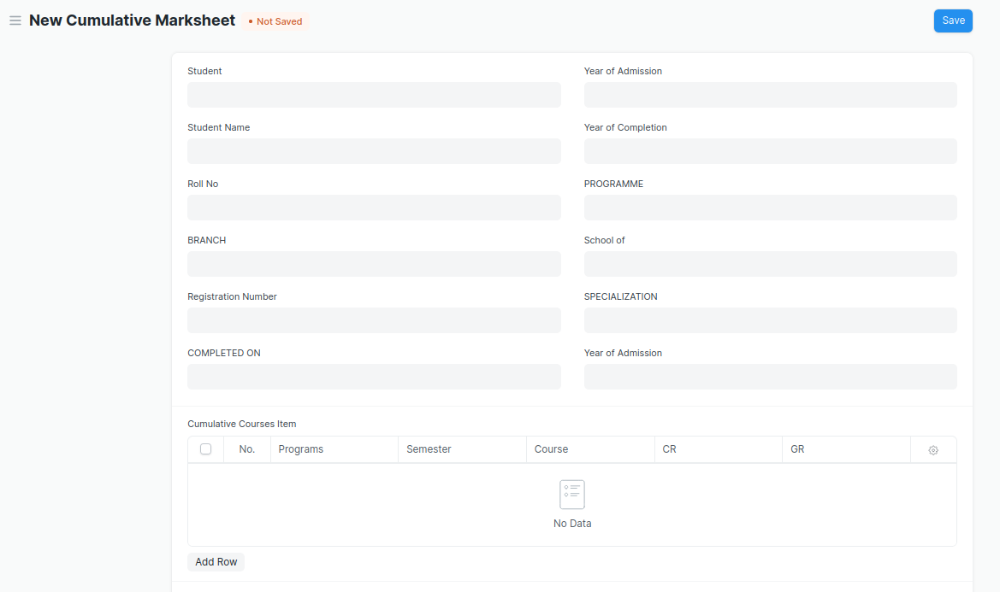 New Cumulative Marksheet
Not Saved
Save
Student
Year of Admission
Student Name
Year of Completion
Roll No
PROGRAMME
BRANCH
School of
Registration Number
SPECIALIZATION
COMPLETED ON
Year of Admission
Cumulative Courses Item
No. Programs Semester Course CR GR
No Data
Add Row